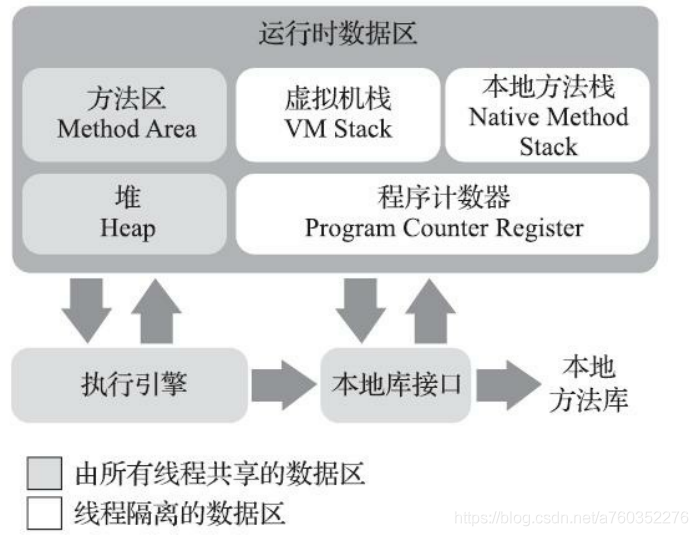 运行时数据区
方法区
Method Area
虚拟机栈
VM Stack
本地方法栈
Native Method
Stack
堆
Heap
程序计数器
Program Counter Register
执行引擎
本地库接口
本地
方法库
由所有线程共享的数据区
线程隔离的数据区
https://blog.csdn.net/a760352276